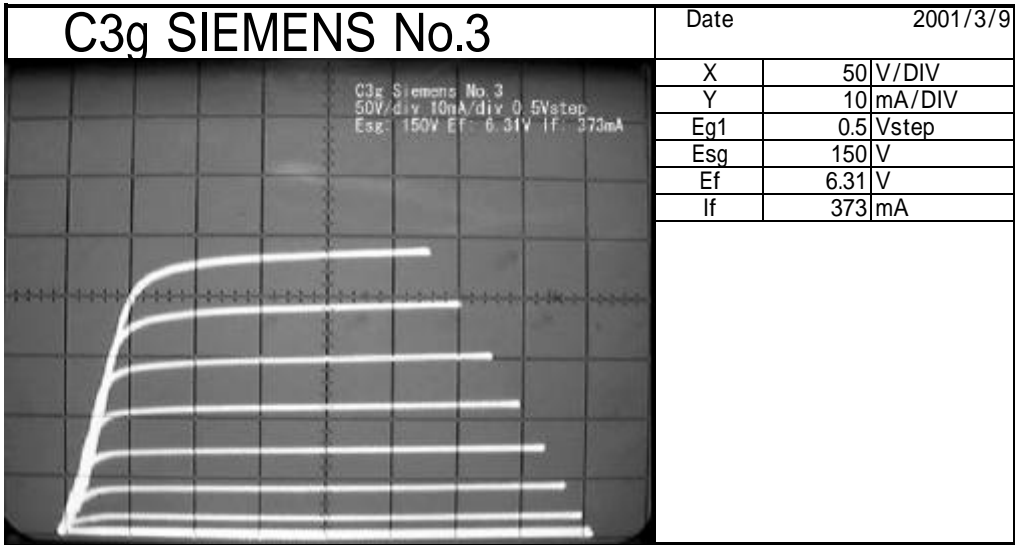 C3g SIEMENS No.3
Date 2001/3/9
C3g Siemens No.3
50V/div 10mA/div 0.5Vstep
Esg: 150V Ef: 6.31V If: 373mA
X 50 V/DIV
Y 10 mA/DIV
Eg1 0.5 Vstep
Esg 150 V
Ef 6.31 V
If 373 mA